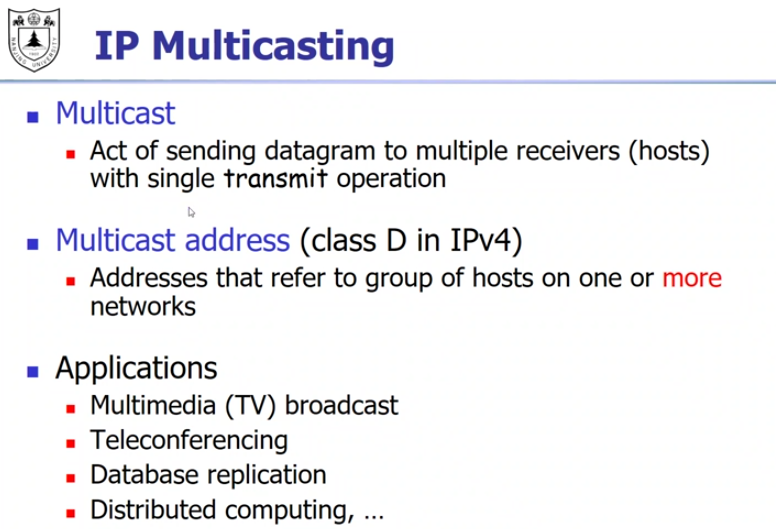 NANJING UNIVERSITY
IP Multicasting
Multicast
Act of sending datagram to multiple receivers (hosts)
with single transmit operation
Multicast address (class D in IPv4)
Addresses that refer to group of hosts on one or more
networks
Applications
Multimedia (TV) broadcast
Teleconferencing
Database replication
Distributed computing, …